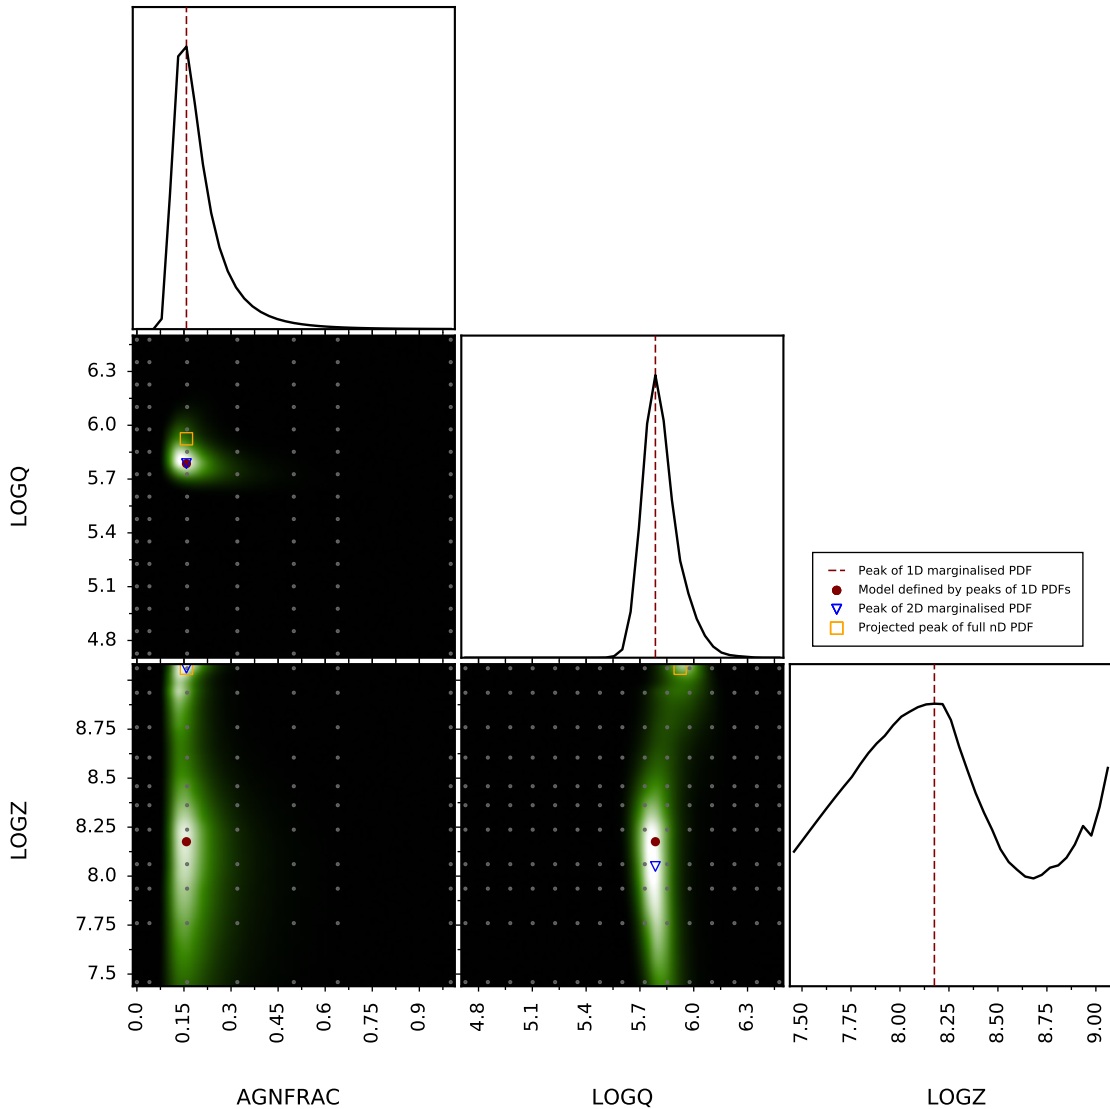 6.3
6.0
5.7
5.4
5.1
4.8
LOGQ
Peak of 1D marginalised PDF
Model defined by peaks of 1D PDFs
Peak of 2D marginalised PDF
Projected peak of full nD PDF
8.75
8.5
8.25
8.0
7.75
7.5
LOGZ
0.0 0.15 0.3 0.45 0.6 0.75 0.9
4.8 5.1 5.4 5.7 6.0 6.3
7.50 7.75 8.00 8.25 8.50 8.75 9.00
AGNFRAC LOGQ LOGZ